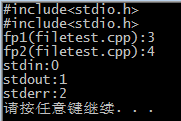 #include<stdio.h>
#include<stdio.h>
fp1(filetest.cpp):3
fp2(filetest.cpp):4
stdin:0
stdout:1
stderr:2
请按任意键继续. . .